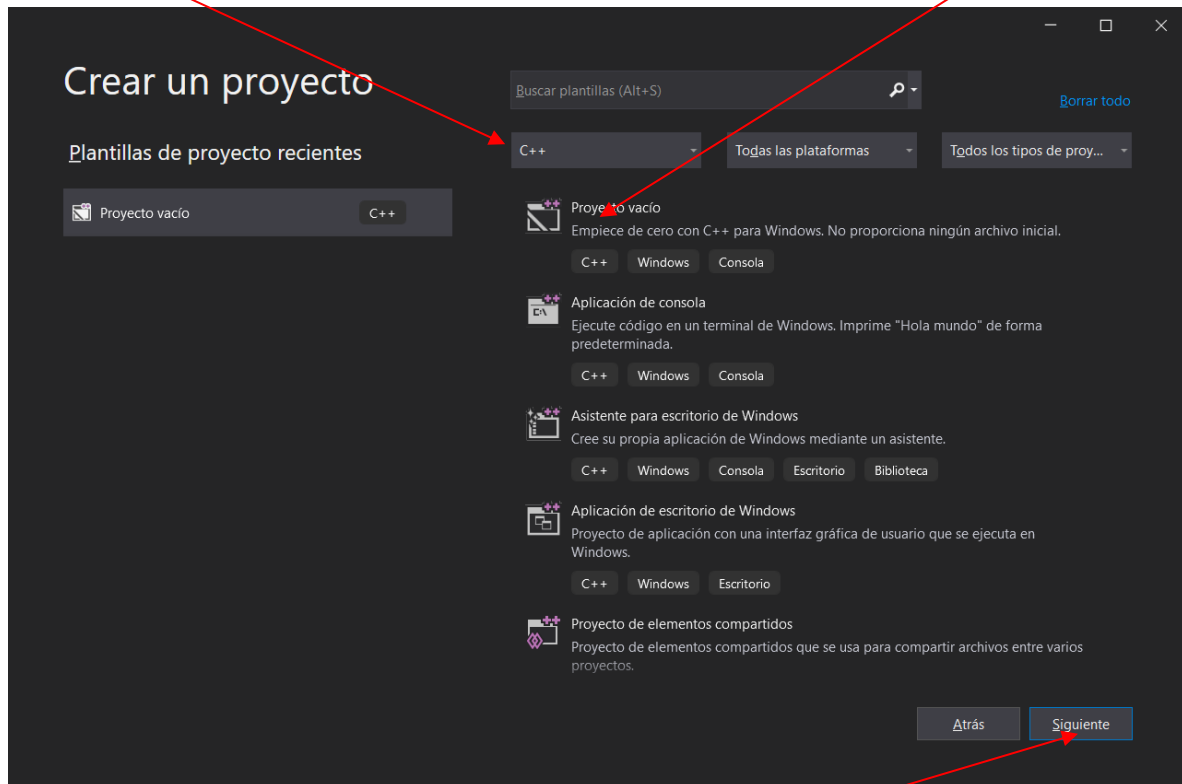 Crear un proyecto
Buscar plantillas (Alt+S)
Borrar todo
Plantillas de proyecto recientes
C++
Todas las plataformas
Todos los tipos de proy...
Proyecto vacío
C++
Proyecto vacío
Empiece de cero con C++ para Windows. No proporciona ningún archivo inicial.
C++ Windows Consola
Aplicación de consola
Ejecute código en un terminal de Windows. Imprime "Hola mundo" de forma
predeterminada.
C++ Windows Consola
Asistente para escritorio de Windows
Cree su propia aplicación de Windows mediante un asistente.
C++ Windows Consola Escritorio Biblioteca
Aplicación de escritorio de Windows
Proyecto de aplicación con una interfaz gráfica de usuario que se ejecuta en
Windows.
C++ Windows Escritorio
Proyecto de elementos compartidos
Proyecto de elementos compartidos que se usa para compartir archivos entre varios
proyectos.
Atrás
Siguiente